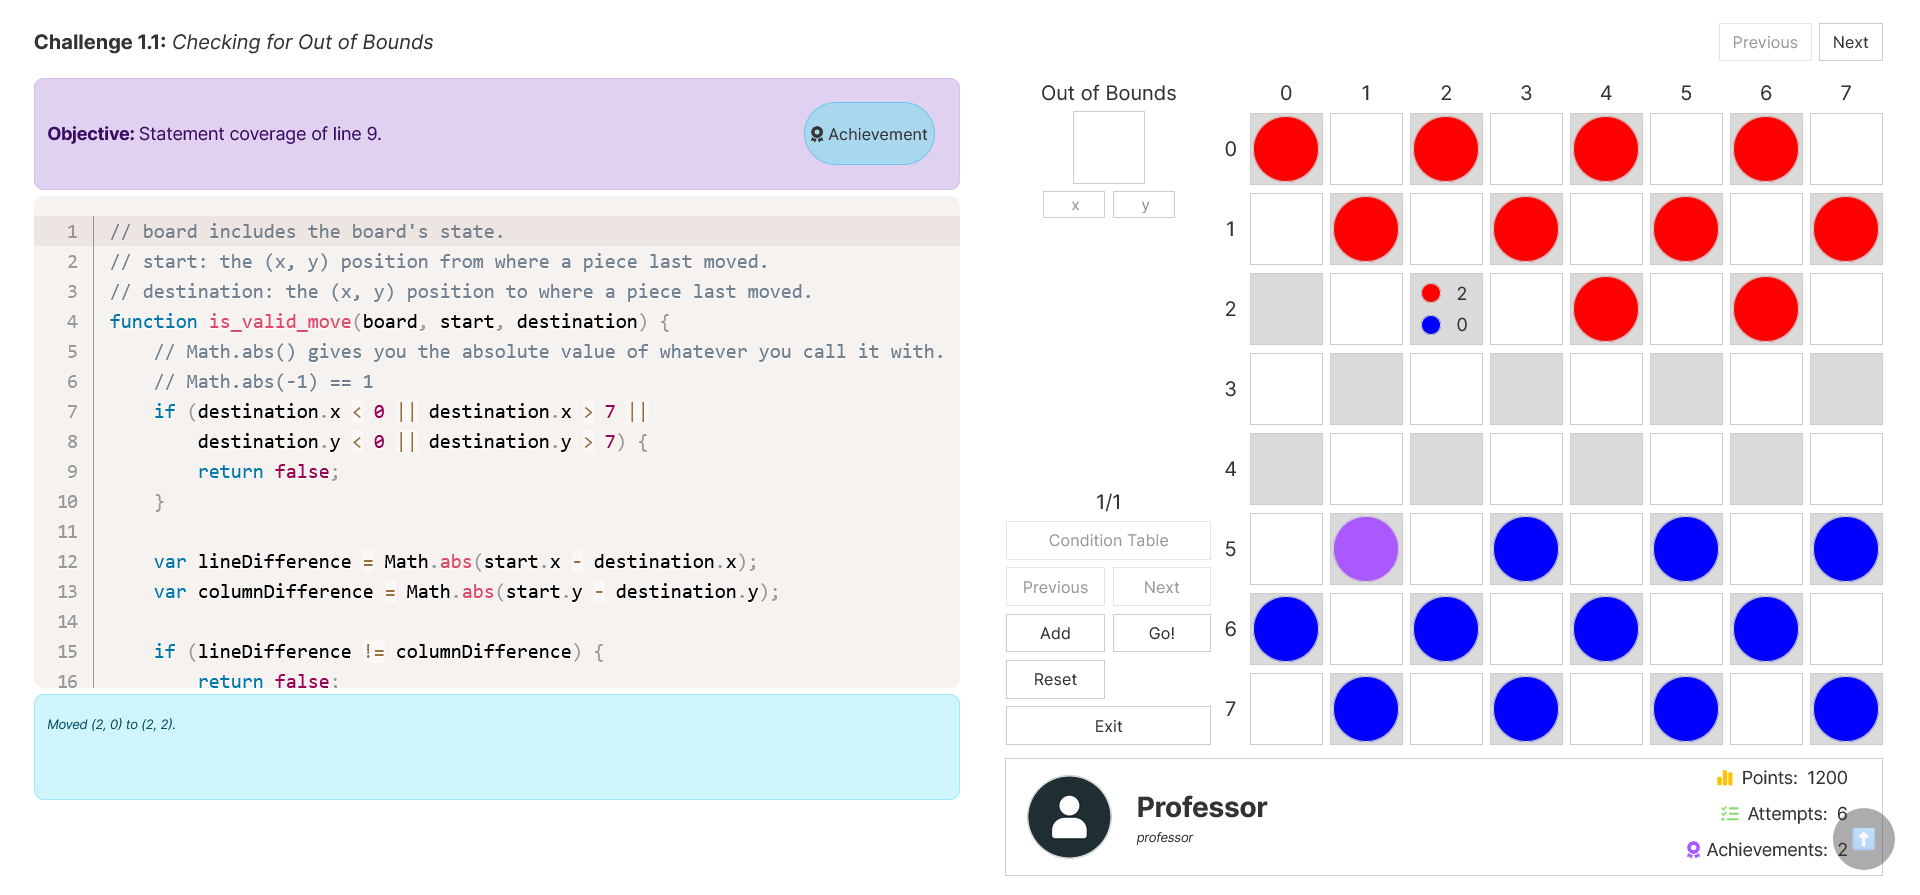 Challenge 1.1: Checking for Out of Bounds
Previous
Next
Objective: Statement coverage of line 9.
Achievement
1 // board includes the board's state.
2 // start: the (x, y) position from where a piece last moved.
3 // destination: the (x, y) position to where a piece last moved.
4 function is_valid_move(board, start, destination) {
5 // Math.abs() gives you the absolute value of whatever you call it with.
6 // Math.abs(-1) == 1
7 if (destination.x < 0 || destination.x > 7 ||
8 destination.y < 0 || destination.y > 7) {
9 return false;
10 }
11
12 var lineDifference = Math.abs(start.x - destination.x);
13 var columnDifference = Math.abs(start.y - destination.y);
14
15 if (lineDifference != columnDifference) {
16 return false;
Moved (2, 0) to (2, 2).
Out of Bounds
x y
1/1
Condition Table
Previous Next
Add Go!
Reset
Exit
0 1 2 3 4 5 6 7
0
1
2
2
0
3
4
5
6
7
Professor
professor
Points: 1200
Attempts: 6
Achievements: 2